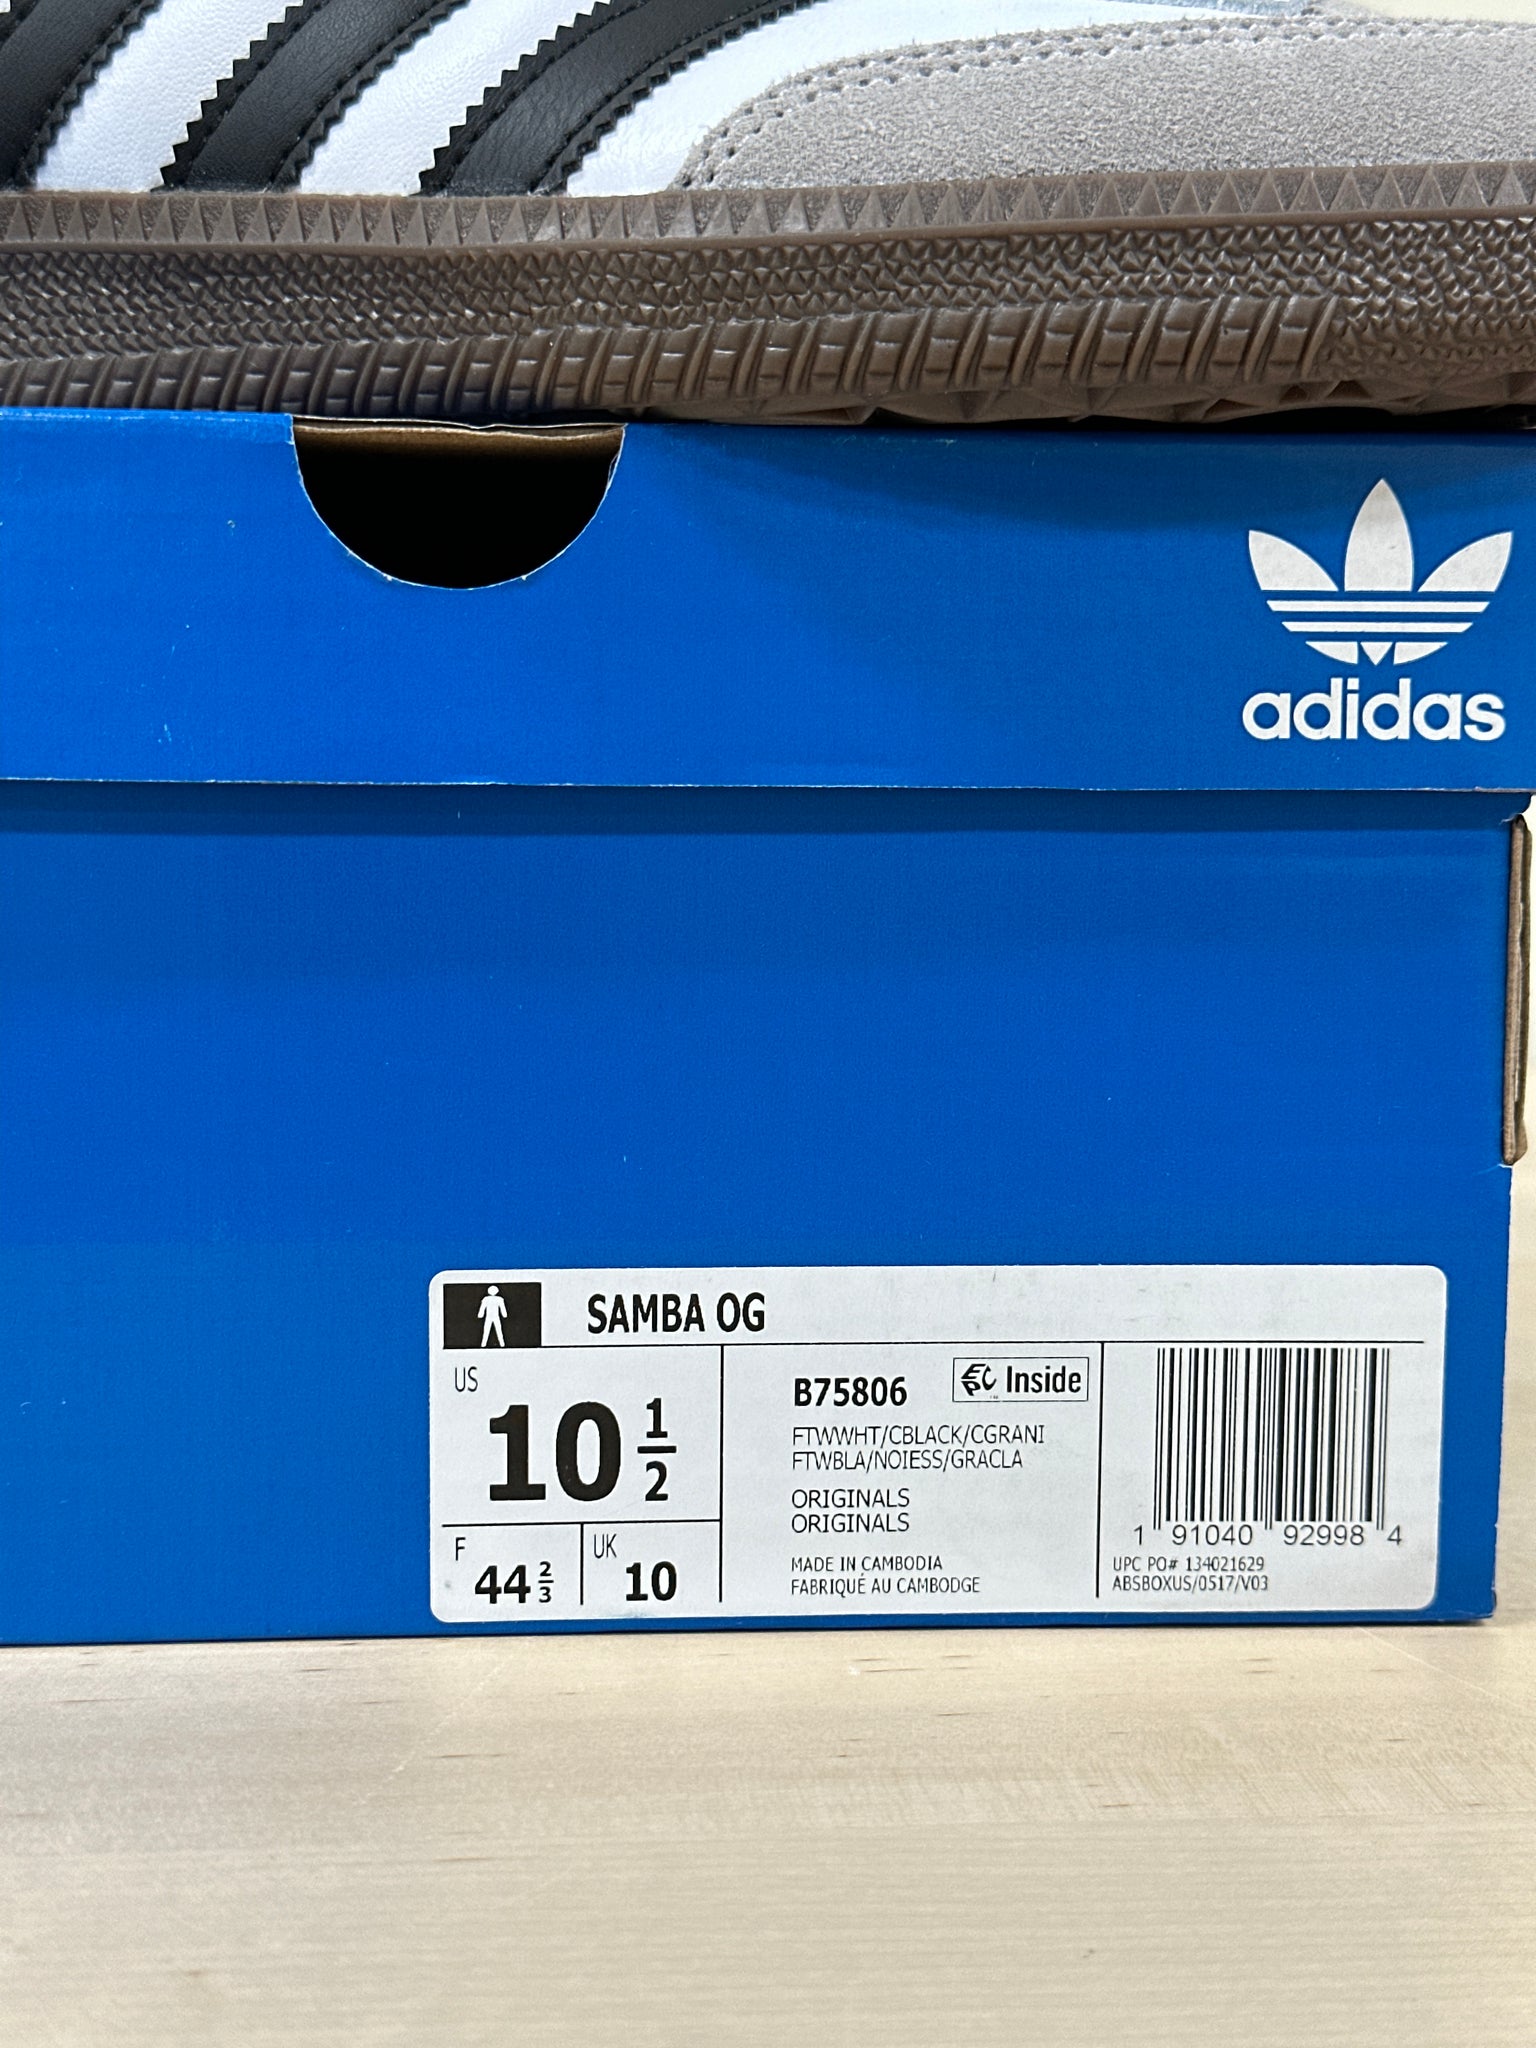 adidas
SAMBA OG
US
10 1/2
F
44 2/3
UK
10
B75806
EPC Inside
FTWWHT/CBLACK/CGRANI
FTWBLA/NOIESS/GRACLA
ORIGINALS
ORIGINALS
MADE IN CAMBODIA
FABRIQUÉ AU CAMBODGE
1 91040 92998 4
UPC PO# 134021629
ABSBOXUS/0517/V03